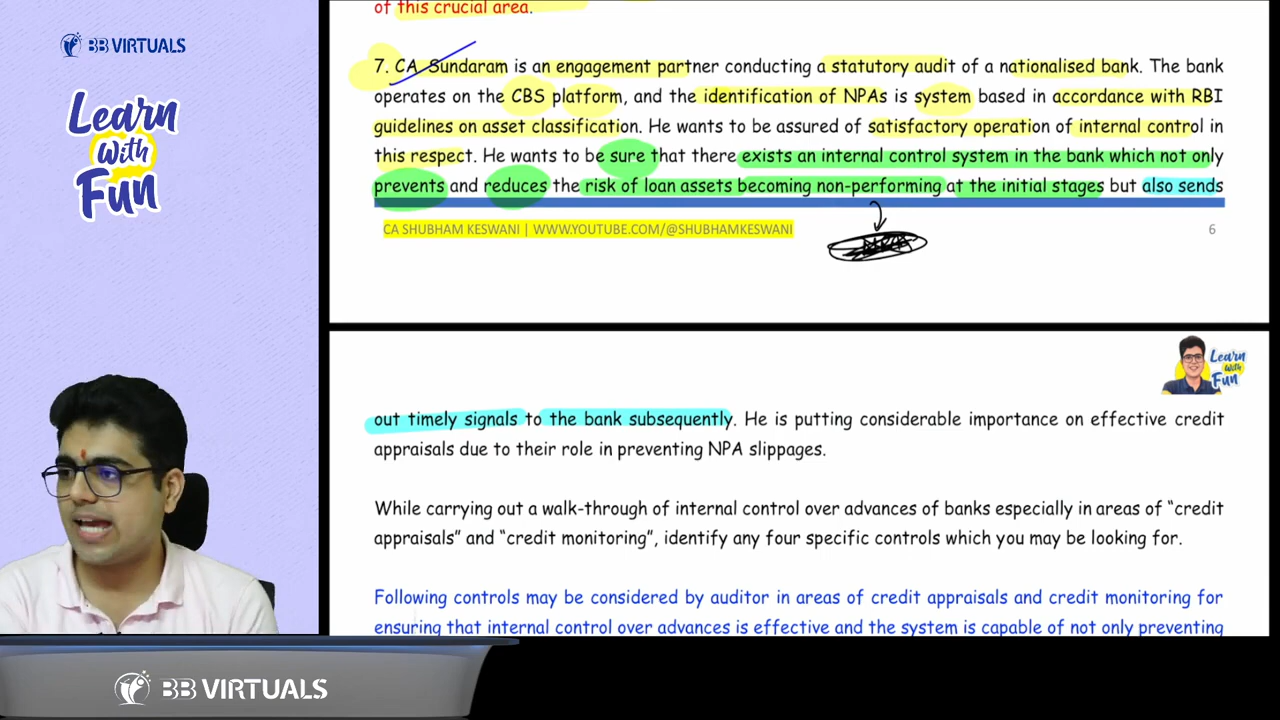 BB VIRTUALS
Learn
With
Fun
of this crucial area.
7. CA Sundaram is an engagement partner conducting a statutory audit of a nationalised bank. The bank
operates on the CBS platform, and the identification of NPAs is system based in accordance with RBI
guidelines on asset classification. He wants to be assured of satisfactory operation of internal control in
this respect. He wants to be sure that there exists an internal control system in the bank which not only
prevents and reduces the risk of loan assets becoming non-performing at the initial stages but also sends
CA SHUBHAM KESWANI | WWW.YOUTUBE.COM/@SHUBHAMKESWANI
6
Learn
With
Fun
out timely signals to the bank subsequently. He is putting considerable importance on effective credit
appraisals due to their role in preventing NPA slippages.
While carrying out a walk-through of internal control over advances of banks especially in areas of “credit
appraisals” and “credit monitoring”, identify any four specific controls which you may be looking for.
Following controls may be considered by auditor in areas of credit appraisals and credit monitoring for
ensuring that internal control over advances is effective and the system is capable of not only preventing
BB VIRTUALS